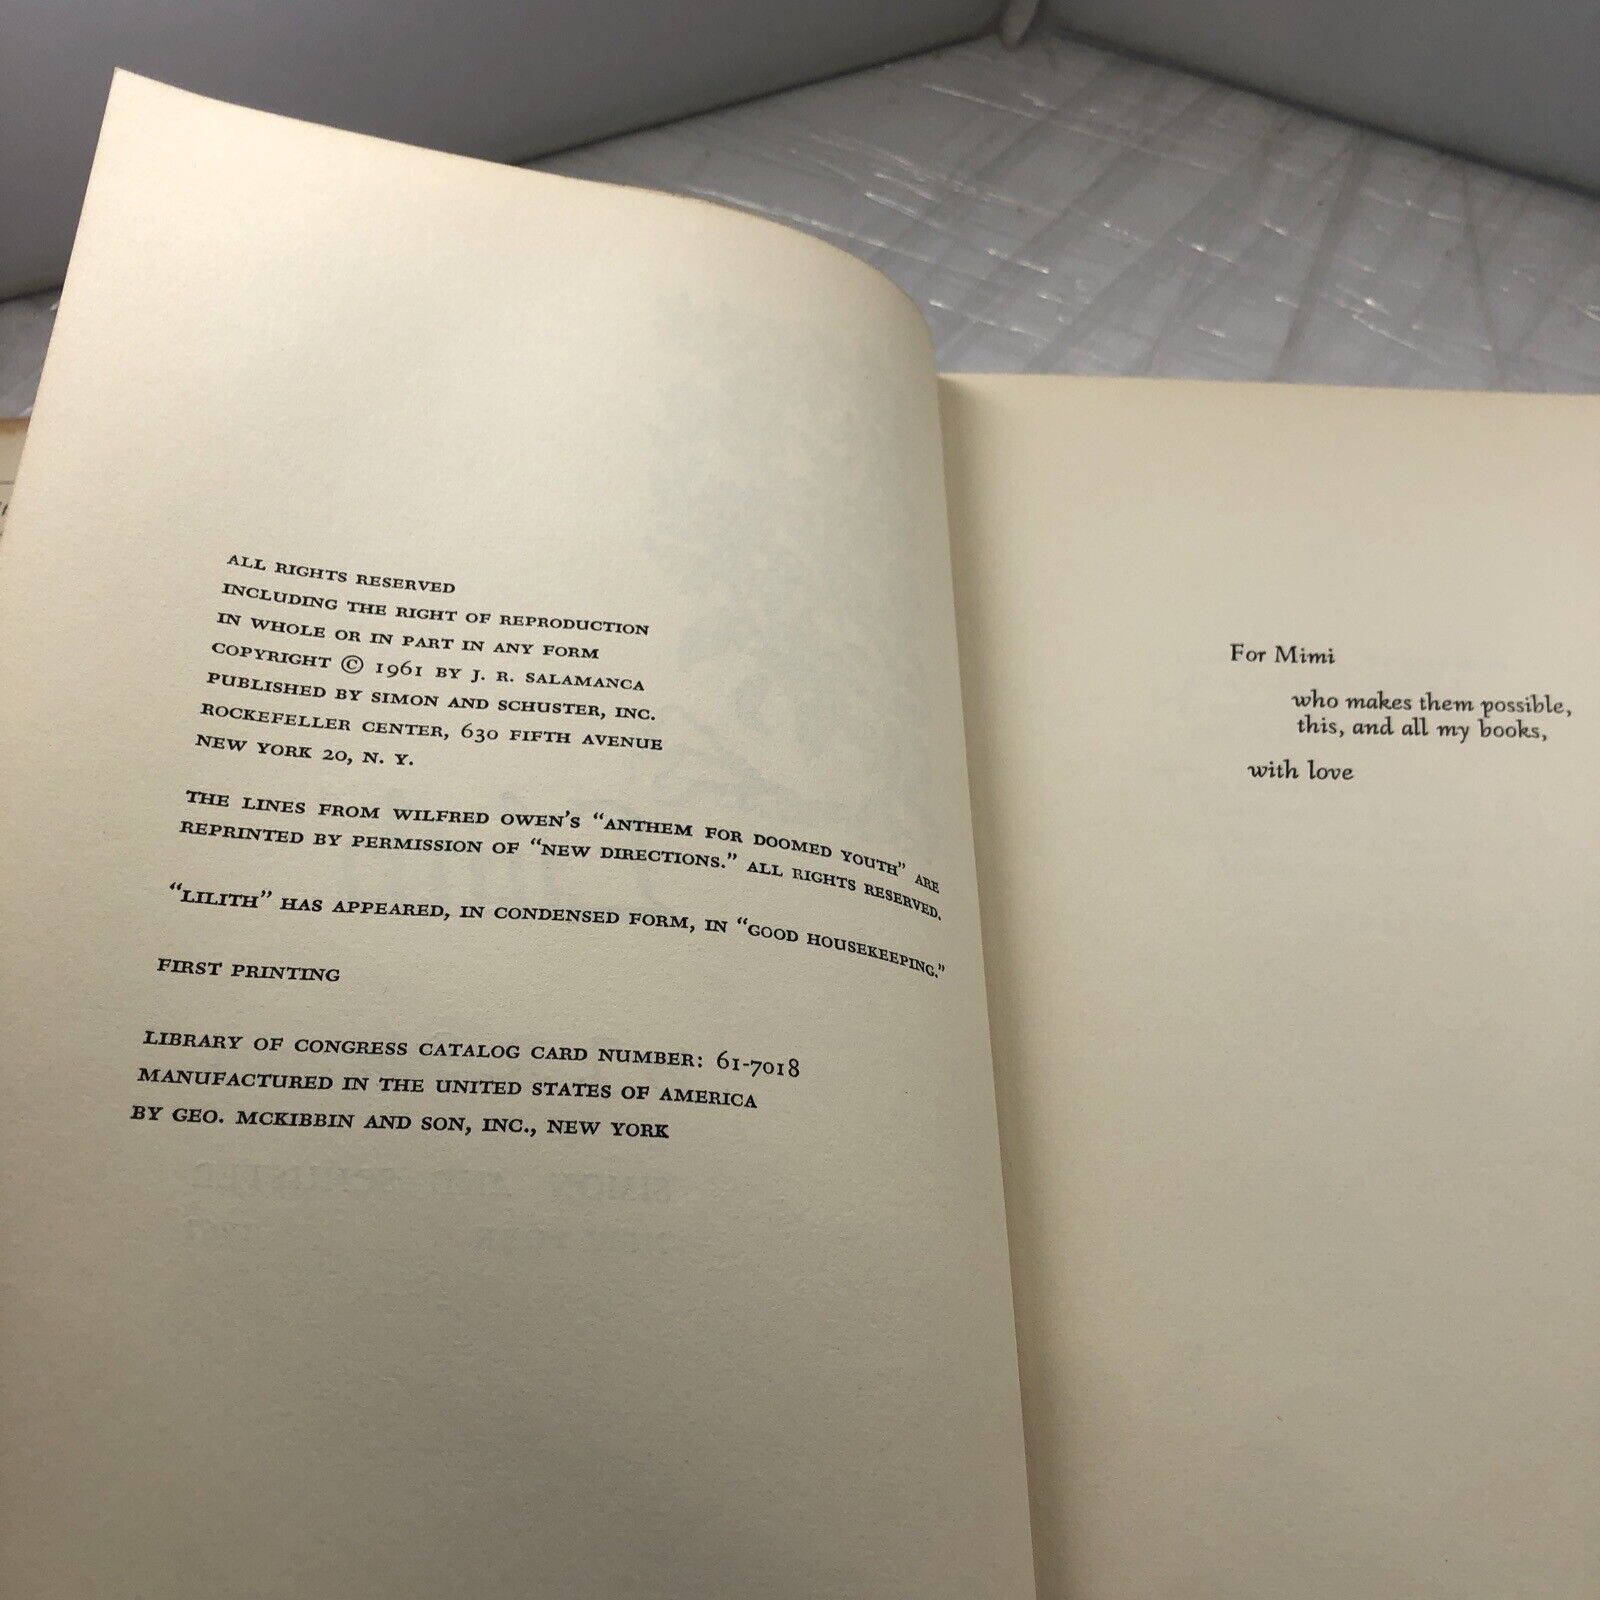 ALL RIGHTS RESERVED
INCLUDING THE RIGHT OF REPRODUCTION
IN WHOLE OR IN PART IN ANY FORM
COPYRIGHT © 1961 BY J. R. SALAMANCA
PUBLISHED BY SIMON AND SCHUSTER, INC.
ROCKEFELLER CENTER, 630 FIFTH AVENUE
NEW YORK 20, N. Y.
THE LINES FROM WILFRED OWEN'S "ANTHEM FOR DOOMED YOUTH" ARE
REPRINTED BY PERMISSION OF "NEW DIRECTIONS." ALL RIGHTS RESERVED.
"LILITH" HAS APPEARED, IN CONDENSED FORM, IN "GOOD HOUSEKEEPING."
FIRST PRINTING
LIBRARY OF CONGRESS CATALOG CARD NUMBER: 61-7018
MANUFACTURED IN THE UNITED STATES OF AMERICA
BY GEO. MCKIBBIN AND SON, INC., NEW YORK
For Mimi
who makes them possible,
this, and all my books,
with love